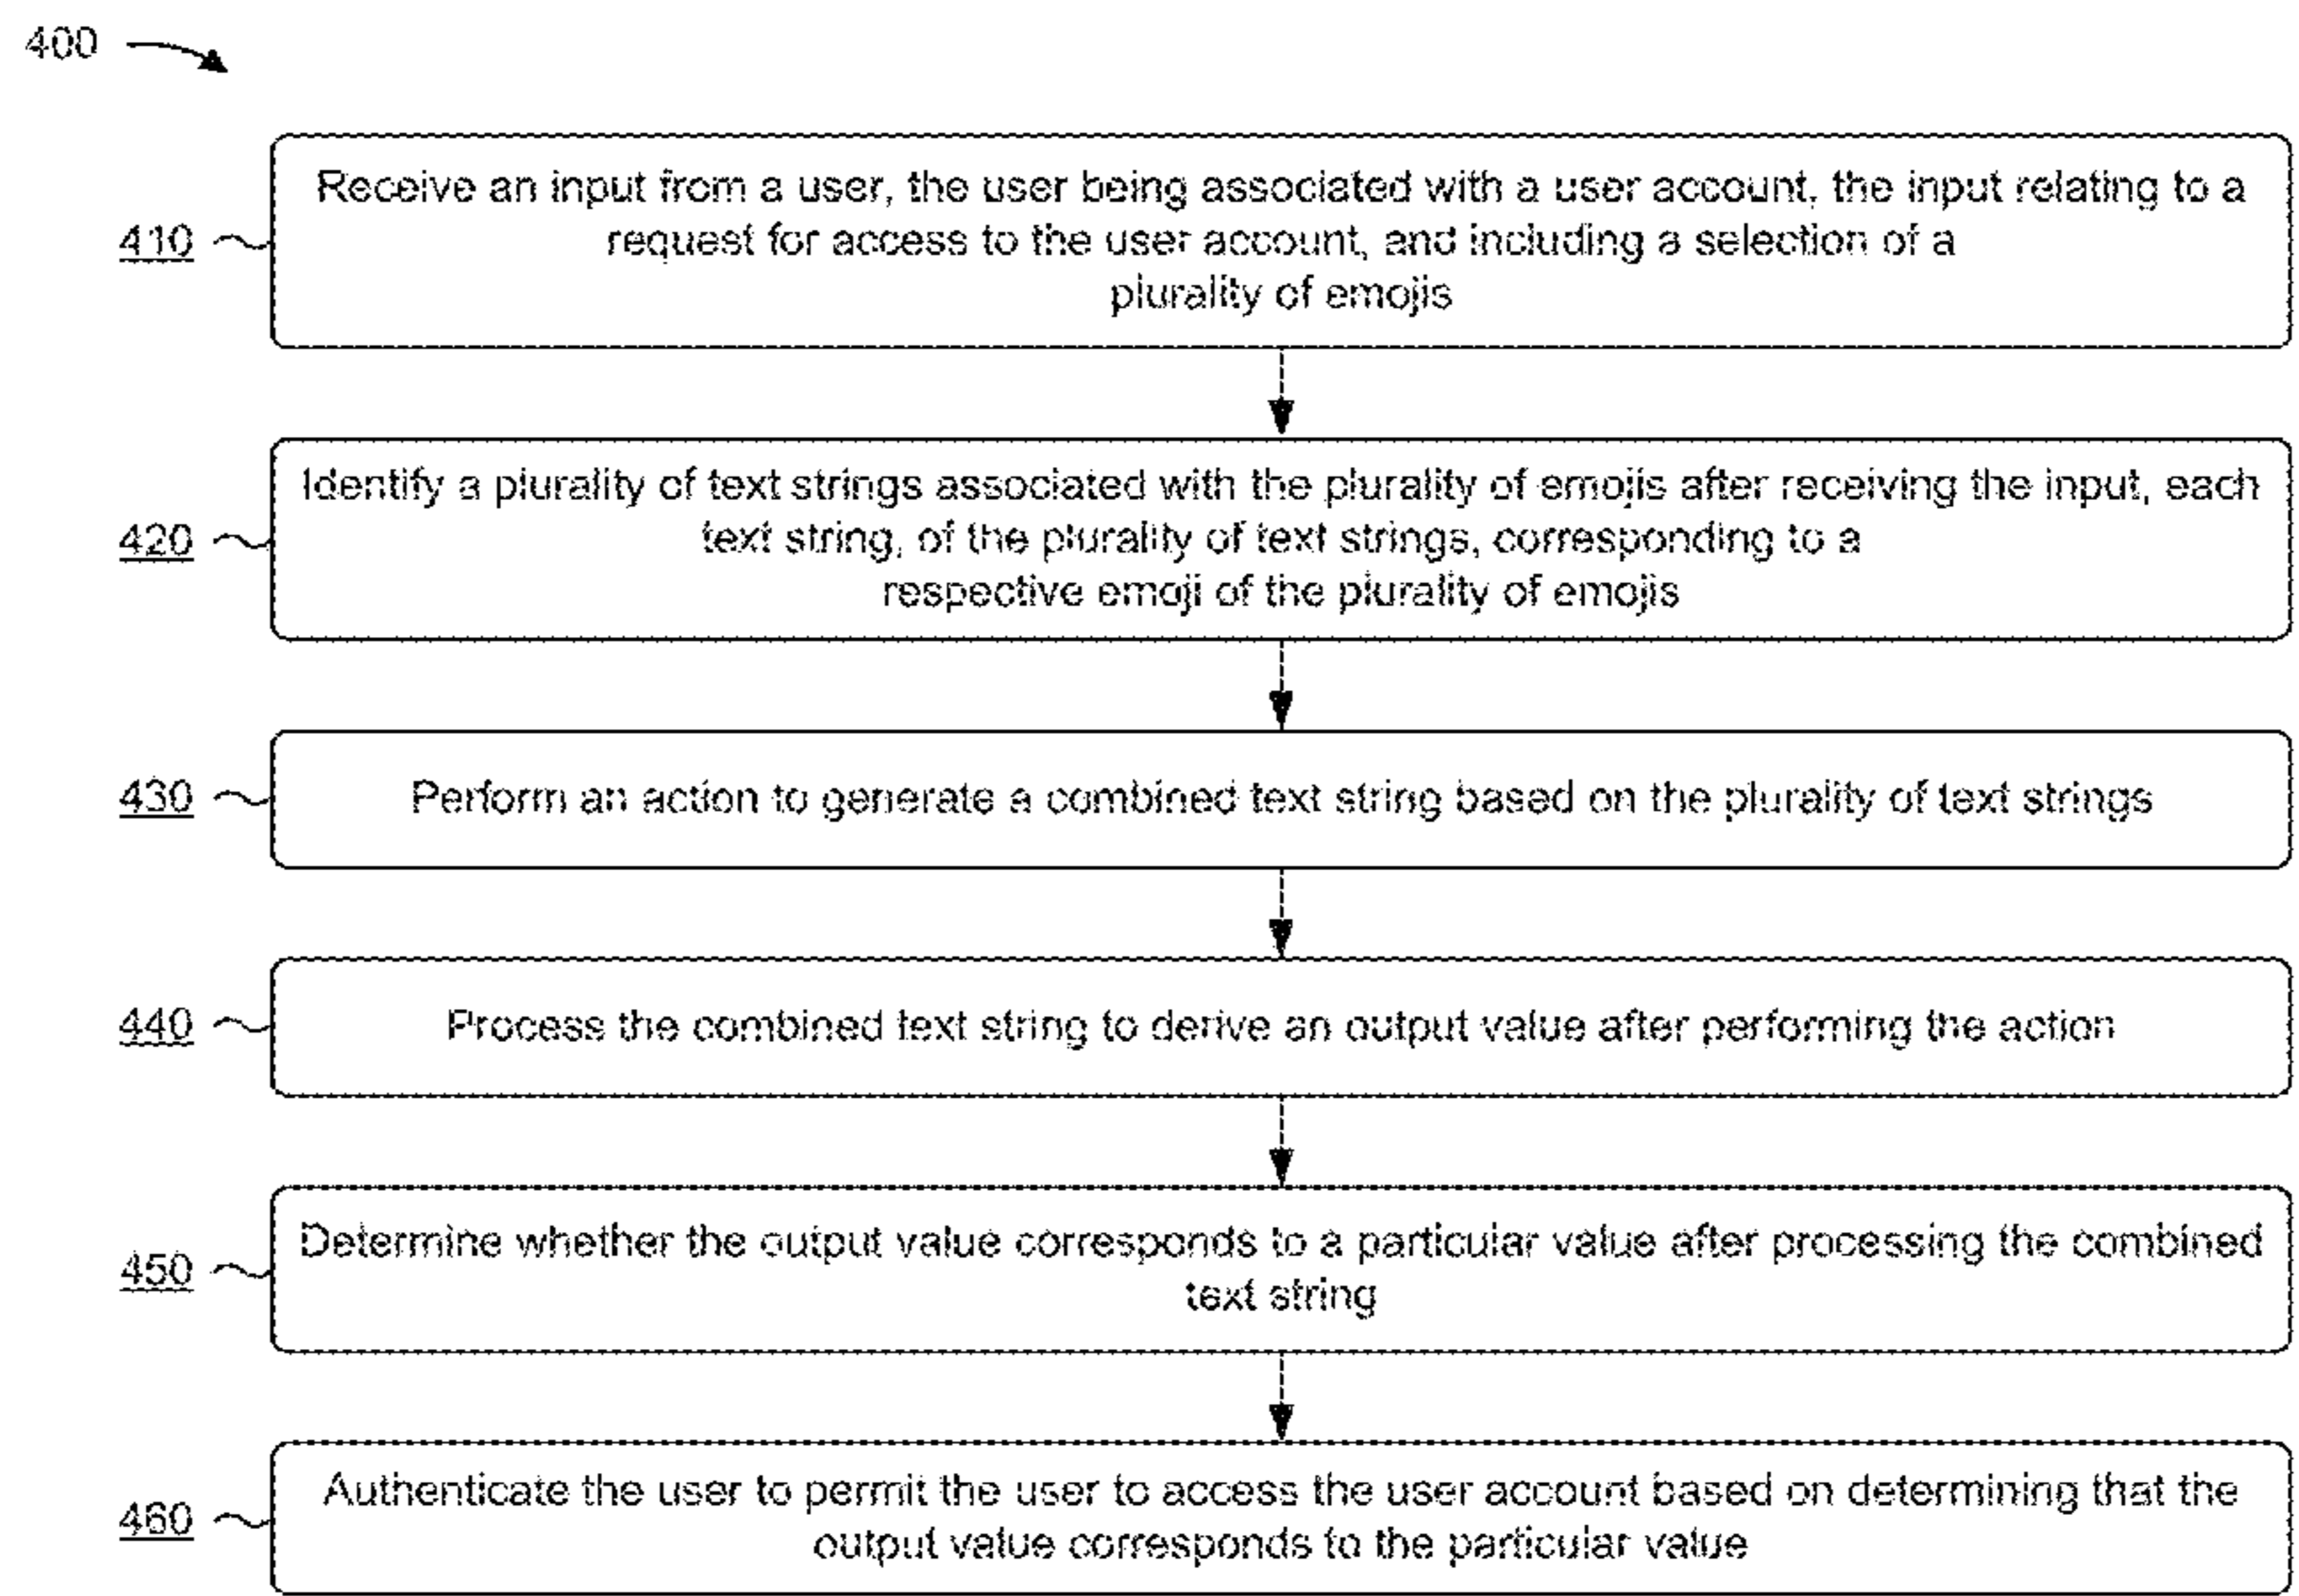 400
Receive an input from a user, the user being associated with a user account, the input relating to a
request for access to the user account, and including a selection of a
plurality of emojis
410
Identify a plurality of text strings associated with the plurality of emojis after receiving the input, each
text string, of the plurality of text strings, corresponding to a
respective emoji of the plurality of emojis
420
Perform an action to generate a combined text string based on the plurality of text strings
430
Process the combined text string to derive an output value after performing the action
440
Determine whether the output value corresponds to a particular value after processing the combined
text string
450
Authenticate the user to permit the user to access the user account based on determining that the
output value corresponds to the particular value
460